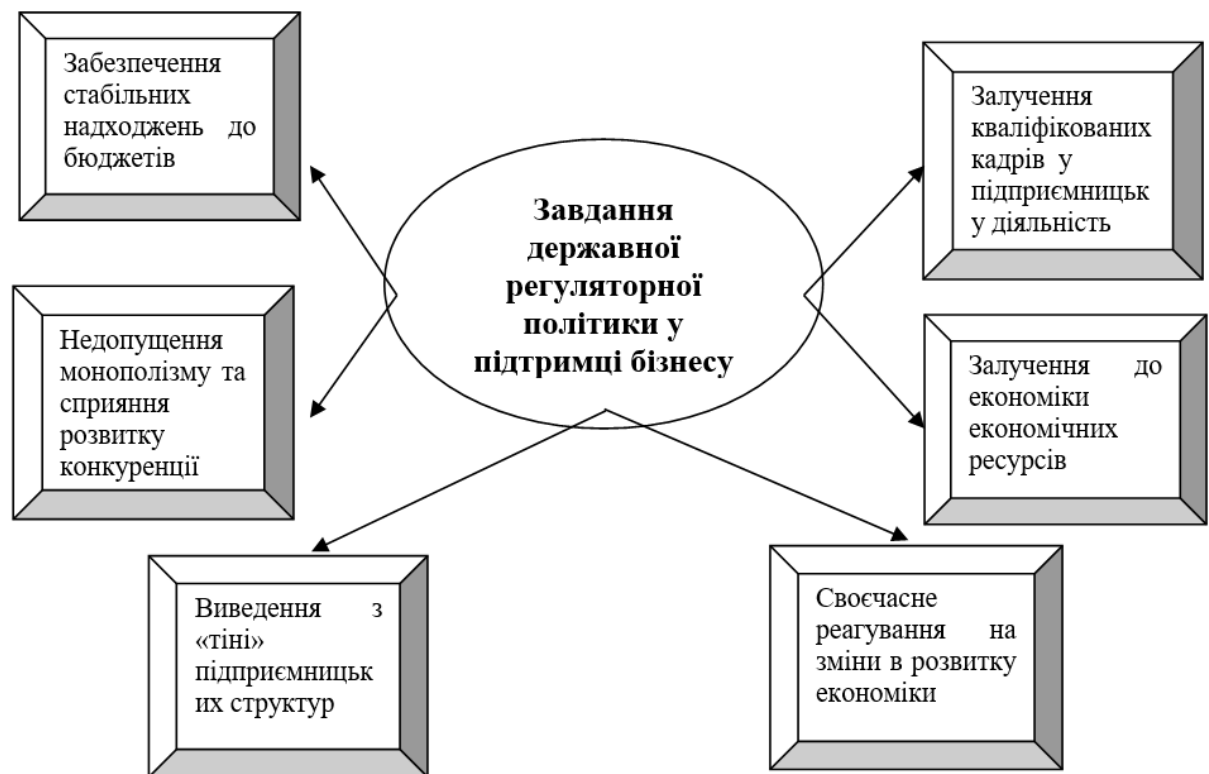 Забезпечення
стабільних
надходжень до
бюджетів
Залучення
кваліфікованих
кадрів у
підприємницьк
у діяльність
Завдання
державної
регуляторної
політики у
підтримці бізнесу
Недопущення
монополізму та
сприяння
розвитку
конкуренції
Залучення до
економіки
економічних
ресурсів
Виведення з
«тіні»
підприємницьк
их структур
Своєчасне
реагування на
зміни в розвитку
економіки